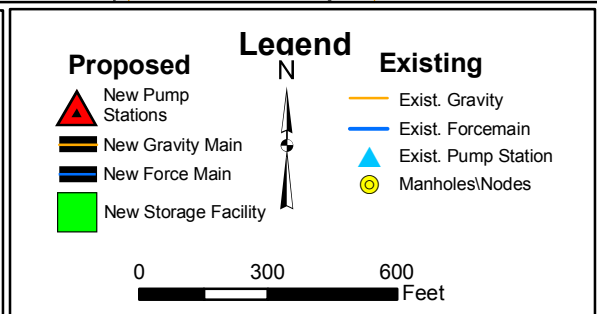 Legend
Proposed
New Pump
Stations
New Gravity Main
New Force Main
New Storage Facility
N
Existing
Exist. Gravity
Exist. Forcemain
Exist. Pump Station
Manholes\Nodes
0 300 600
Feet